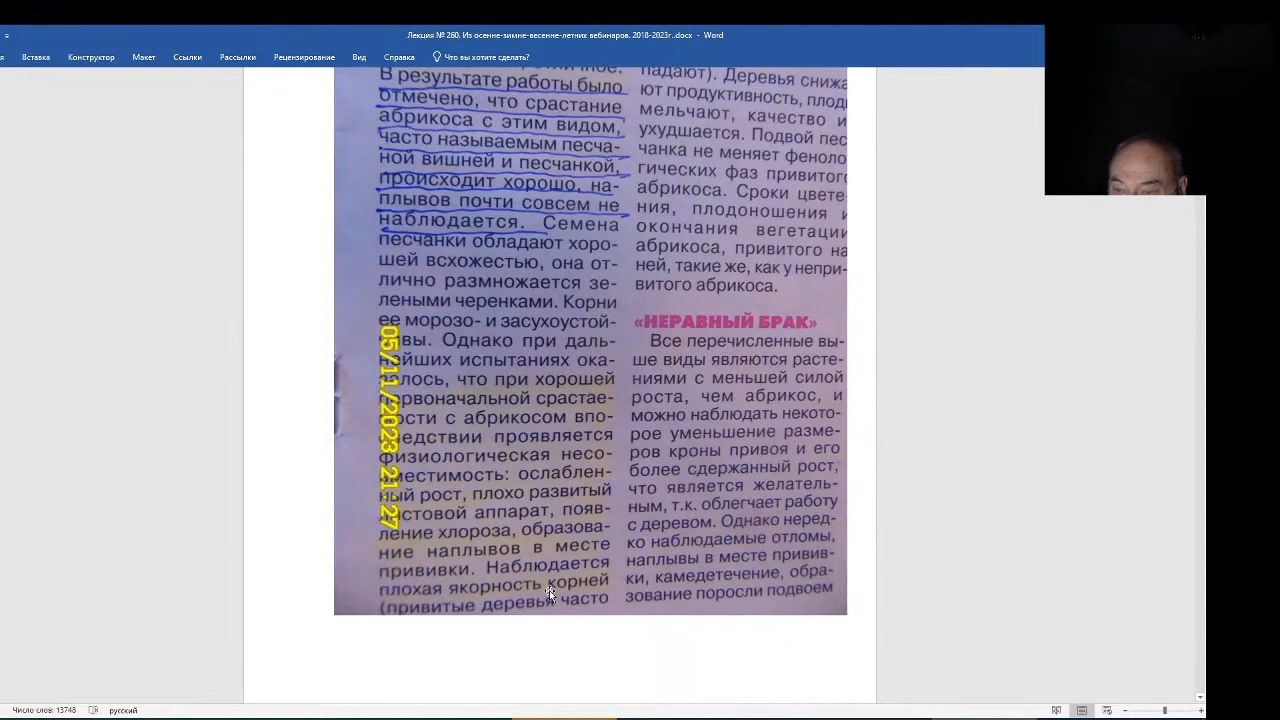 Лекция № 260. Из осенне-зимне-весенне-летних вебинаров. 2018-2023г..docx - Word
Вставка Конструктор Макет Ссылки Рассылки Рецензирование Вид Справка Что вы хотите сделать?
В результате работы было
отмечено, что срастание
абрикоса с этим видом,
часто называемым песча-
ной вишней и песчанкой,
происходит хорошо, на-
плывов почти совсем не
наблюдается. Семена
песчанки обладают хоро-
шей всхожестью, она от-
лично размножается зе-
леными черенками. Корни
ее морозо- и засухоустой-
вы. Однако при даль-
нейших испытаниях ока-
залось, что при хорошей
первоначальной срастае-
мости с абрикосом впо-
следствии проявляется
физиологическая несо-
вместимость: ослаблен-
ный рост, плохо развитый
листовой аппарат, появ-
ление хлороза, образова-
ние наплывов в месте
прививки. Наблюдается
плохая якорность корней
(привитые деревья часто
падают). Деревья снижа
ют продуктивность, плоды
мельчают, качество и
ухудшается. Подвой пес
чанка не меняет феноло
гических фаз привитого
абрикоса. Сроки цвете-
ния, плодоношения и
окончания вегетации
абрикоса, привитого на
ней, такие же, как у непри-
витого абрикоса.
«НЕРАВНЫЙ БРАК»
Все перечисленные вы-
ше виды являются расте-
ниями с меньшей силой
роста, чем абрикос, и
можно наблюдать некото-
рое уменьшение разме-
ров кроны привоя и его
более сдержанный рост,
что является желатель-
ным, т.к. облегчает работу
с деревом. Однако неред-
ко наблюдаемые отломы,
наплывы в месте привив-
ки, камедетечение, обра-
зование поросли подвоем
05/11/2023 21:27
Число слов: 13748 русский